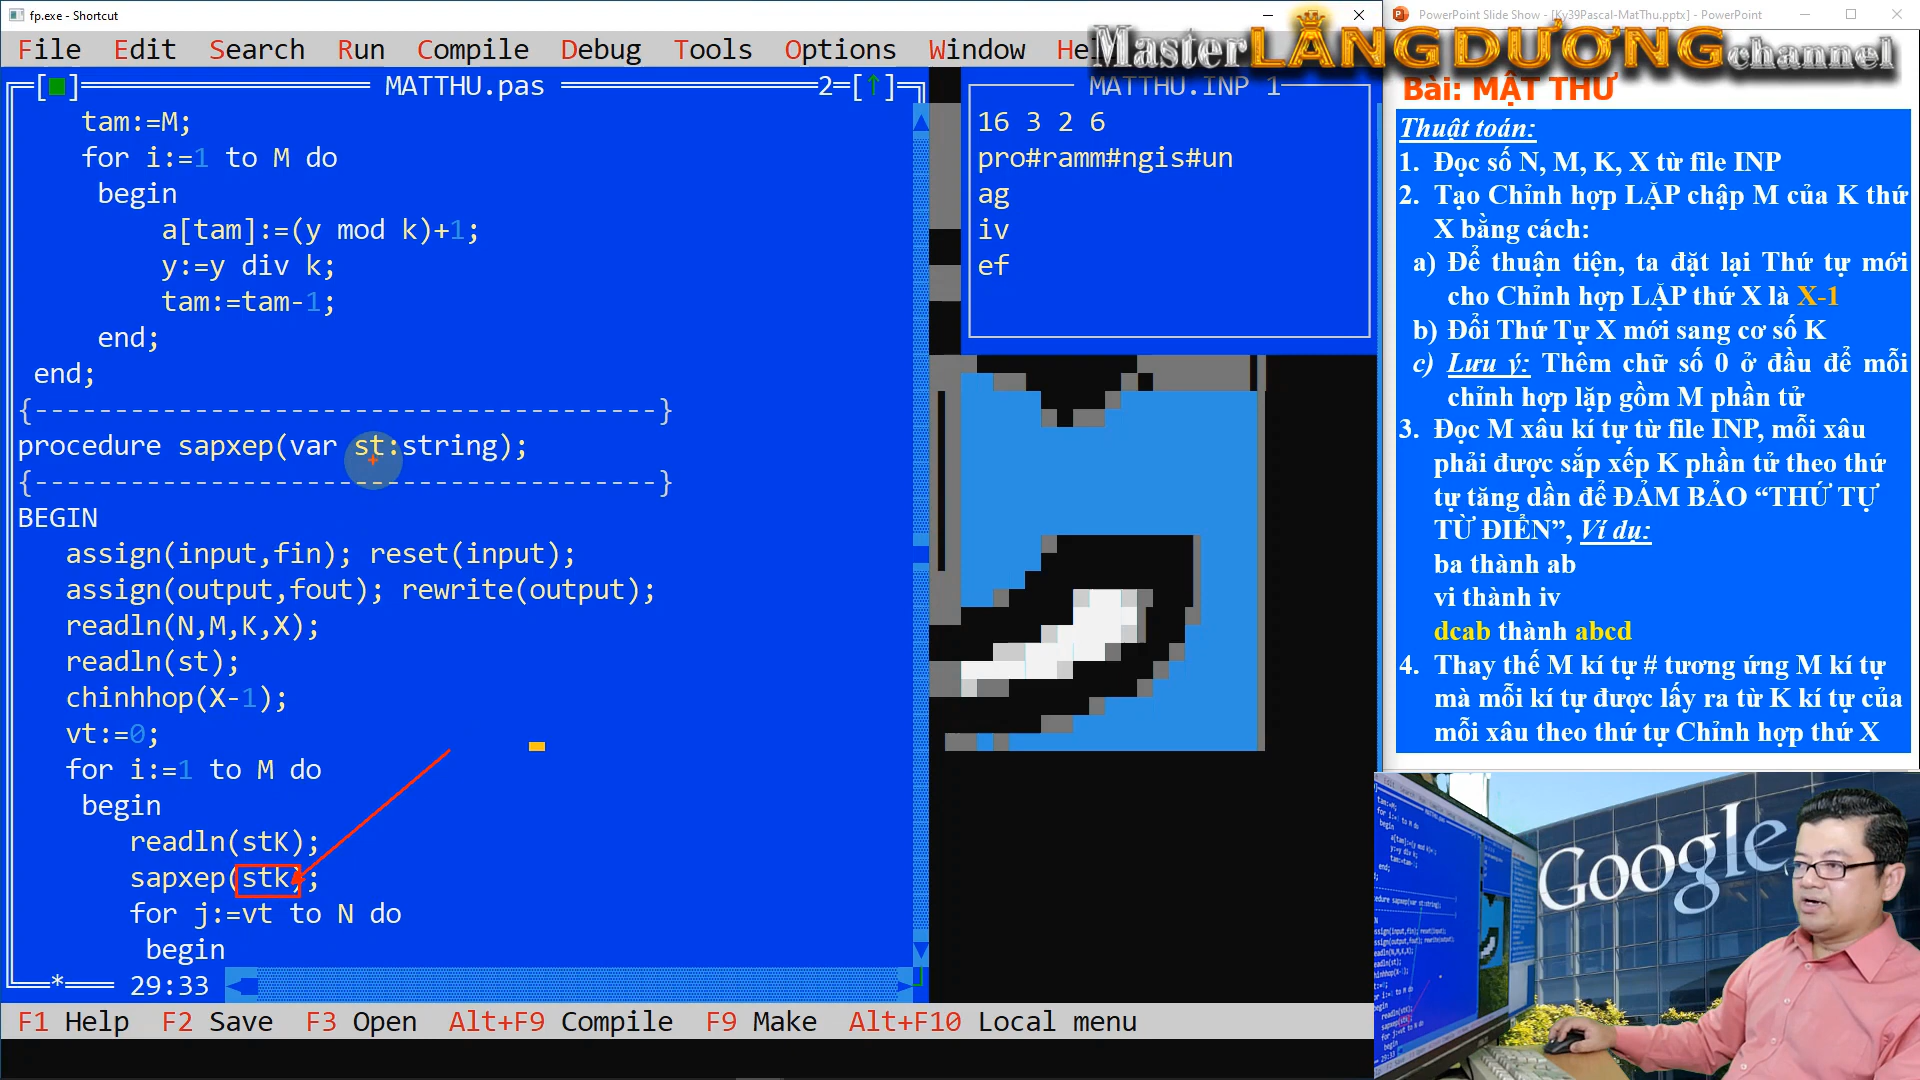 fp.exe - Shortcut
File Edit Search Run Compile Debug Tools Options Window
MATTHU.pas 2=[↑]
tam:=M;
for i:=1 to M do
begin
a[tam]:=(y mod k)+1;
y:=y div k;
tam:=tam-1;
end;
end;
{---------------------------------------}
procedure sapxep(var st:string);
{---------------------------------------}
BEGIN
assign(input,fin); reset(input);
assign(output,fout); rewrite(output);
readln(N,M,K,X);
readln(st);
chinhhop(X-1);
vt:=0;
for i:=1 to M do
begin
readln(stK);
sapxep(stk);
for j:=vt to N do
begin
* 29:33
F1 Help F2 Save F3 Open Alt+F9 Compile F9 Make Alt+F10 Local menu
MATTHU.INP 1
16 3 2 6
pro#ramm#ngis#un
ag
iv
ef
PowerPoint Slide Show - [Ky39Pascal-MatThu.pptx] - PowerPoint
Master LĂNG DƯƠNG channel
Bài: MẬT THƯ
Thuật toán:
1. Đọc số N, M, K, X từ file INP
2. Tạo Chỉnh hợp LẶP chập M của K thứ
X bằng cách:
a) Để thuận tiện, ta đặt lại Thứ tự mới
cho Chỉnh hợp LẶP thứ X là X-1
b) Đổi Thứ Tự X mới sang cơ số K
c) Lưu ý: Thêm chữ số 0 ở đầu để mỗi
chỉnh hợp lặp gồm M phần tử
3. Đọc M xâu kí tự từ file INP, mỗi xâu
phải được sắp xếp K phần tử theo thứ
tự tăng dần để ĐẢM BẢO “THỨ TỰ
TỪ ĐIỂN”, Ví dụ:
ba thành ab
vi thành iv
dcab thành abcd
4. Thay thế M kí tự # tương ứng M kí tự
mà mỗi kí tự được lấy ra từ K kí tự của
mỗi xâu theo thứ tự Chỉnh hợp thứ X
Google